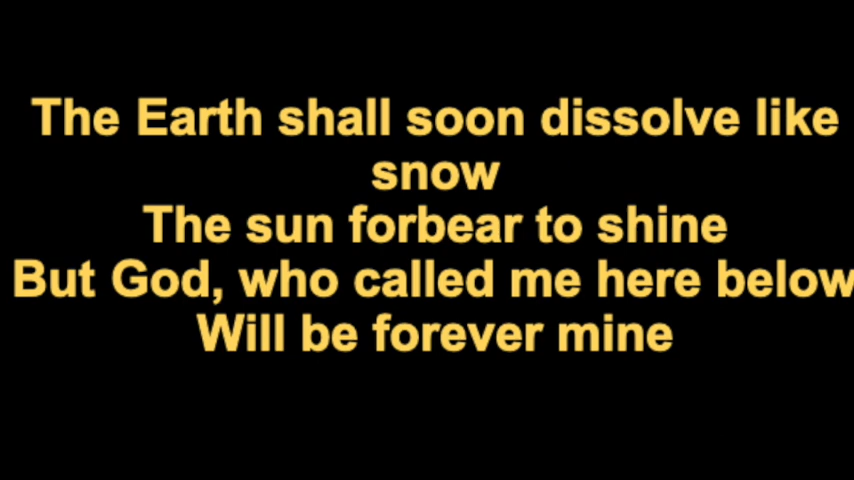 The Earth shall soon dissolve like
snow
The sun forbear to shine
But God, who called me here below
Will be forever mine